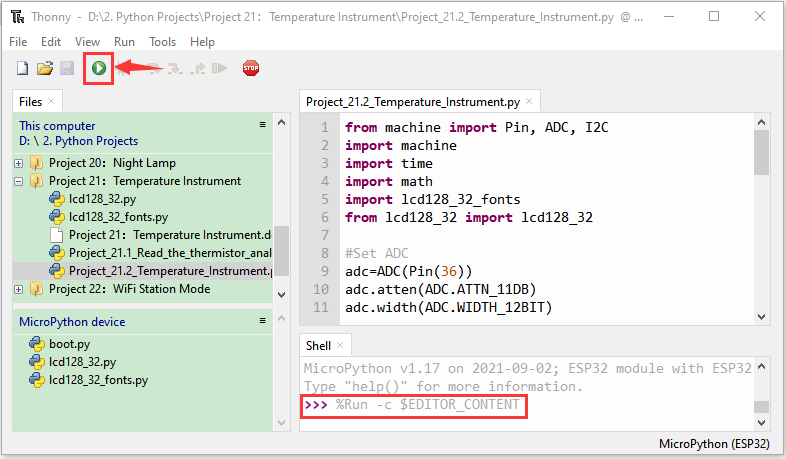 Thonny - D:\2. Python Projects\Project 21：Temperature Instrument\Project_21.2_Temperature_Instrument.py @ ...
File Edit View Run Tools Help
STOP
Files
This computer
D: \ 2. Python Projects
Project 20：Night Lamp
Project 21：Temperature Instrument
lcd128_32.py
lcd128_32_fonts.py
Project 21：Temperature Instrument.d
Project_21.1_Read_the_thermistor_anal
Project_21.2_Temperature_Instrument.p
Project 22：WiFi Station Mode
MicroPython device
boot.py
lcd128_32.py
lcd128_32_fonts.py
Project_21.2_Temperature_Instrument.py
1 from machine import Pin, ADC, I2C
2 import machine
3 import time
4 import math
5 import lcd128_32_fonts
6 from lcd128_32 import lcd128_32
7
8 #Set ADC
9 adc=ADC(Pin(36))
10 adc.atten(ADC.ATTN_11DB)
11 adc.width(ADC.WIDTH_12BIT)
Shell
MicroPython v1.17 on 2021-09-02; ESP32 module with ESP32
Type "help()" for more information.
>>> %Run -c $EDITOR_CONTENT
MicroPython (ESP32)